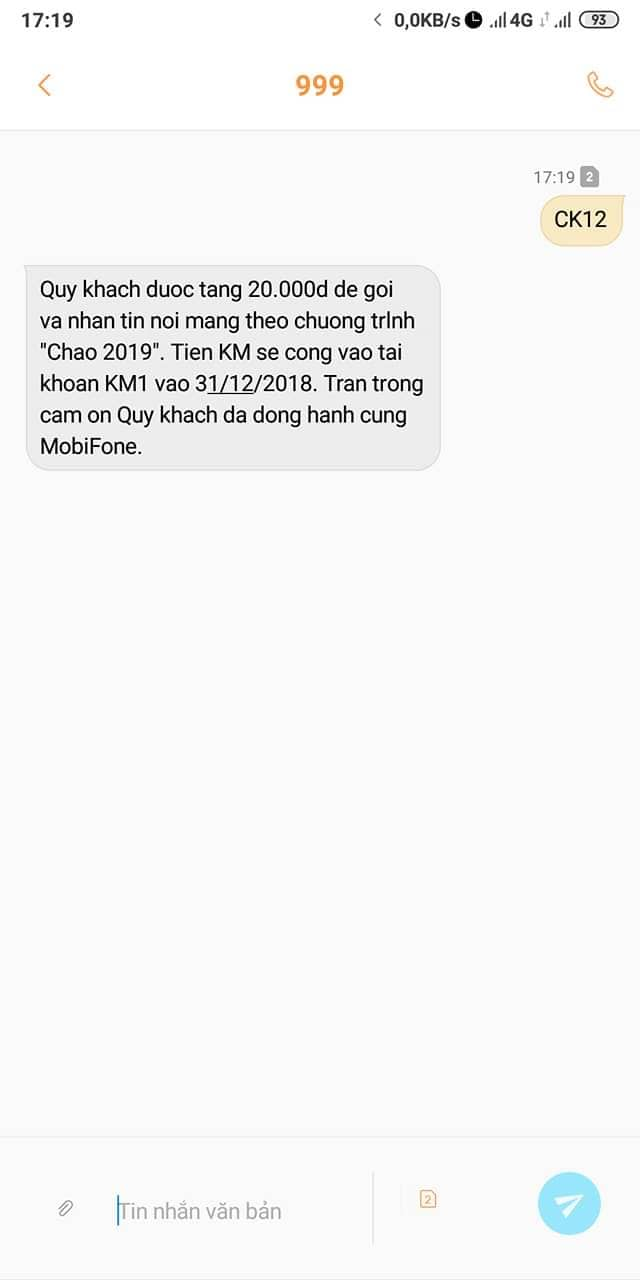 17:19
0,0KB/s 4G 93
999
17:19 2
CK12
Quy khach duoc tang 20.000d de goi
va nhan tin noi mang theo chuong trlnh
"Chao 2019". Tien KM se cong vao tai
khoan KM1 vao 31/12/2018. Tran trong
cam on Quy khach da dong hanh cung
MobiFone.
Tin nhắn văn bản
2